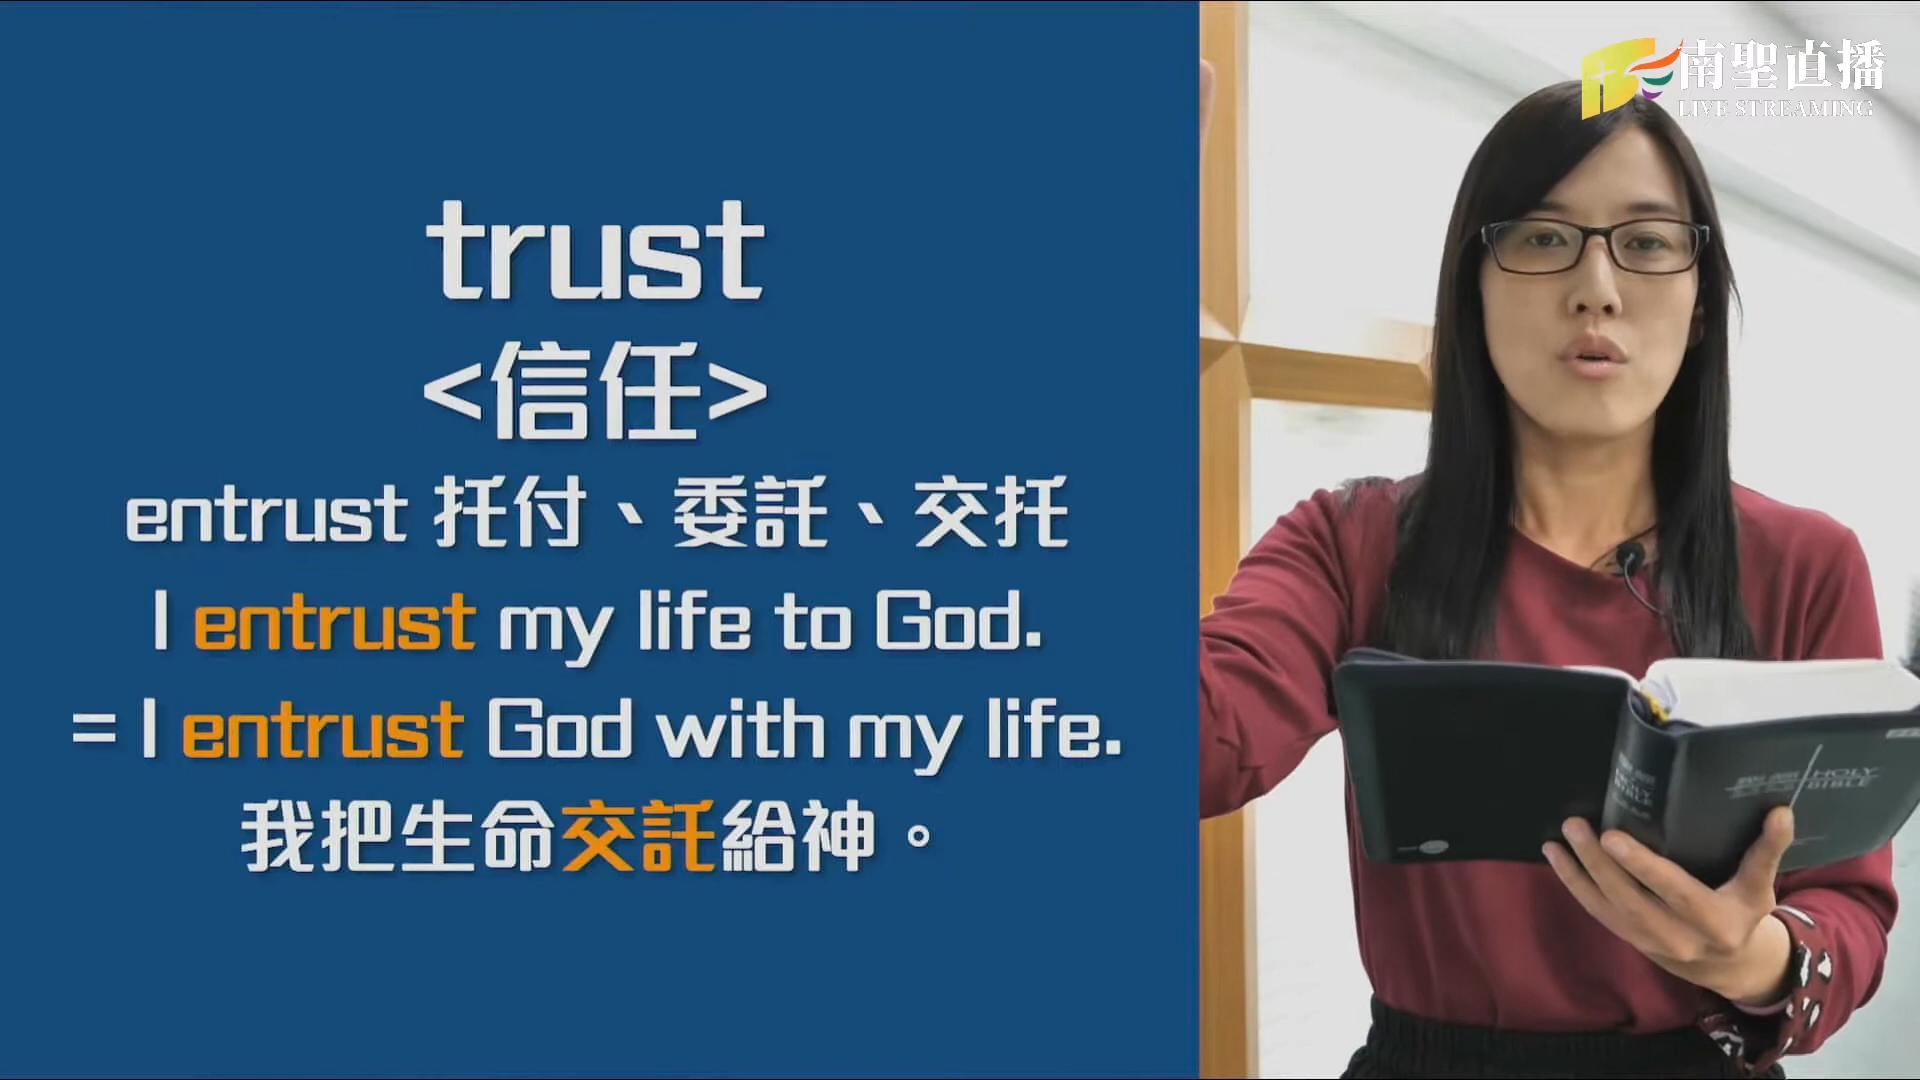 南聖直播
LIVE STREAMING
trust
<信任>
entrust 托付、委託、交托
I entrust my life to God.
= I entrust God with my life.
我把生命交託給神。
HOLY
BIBLE